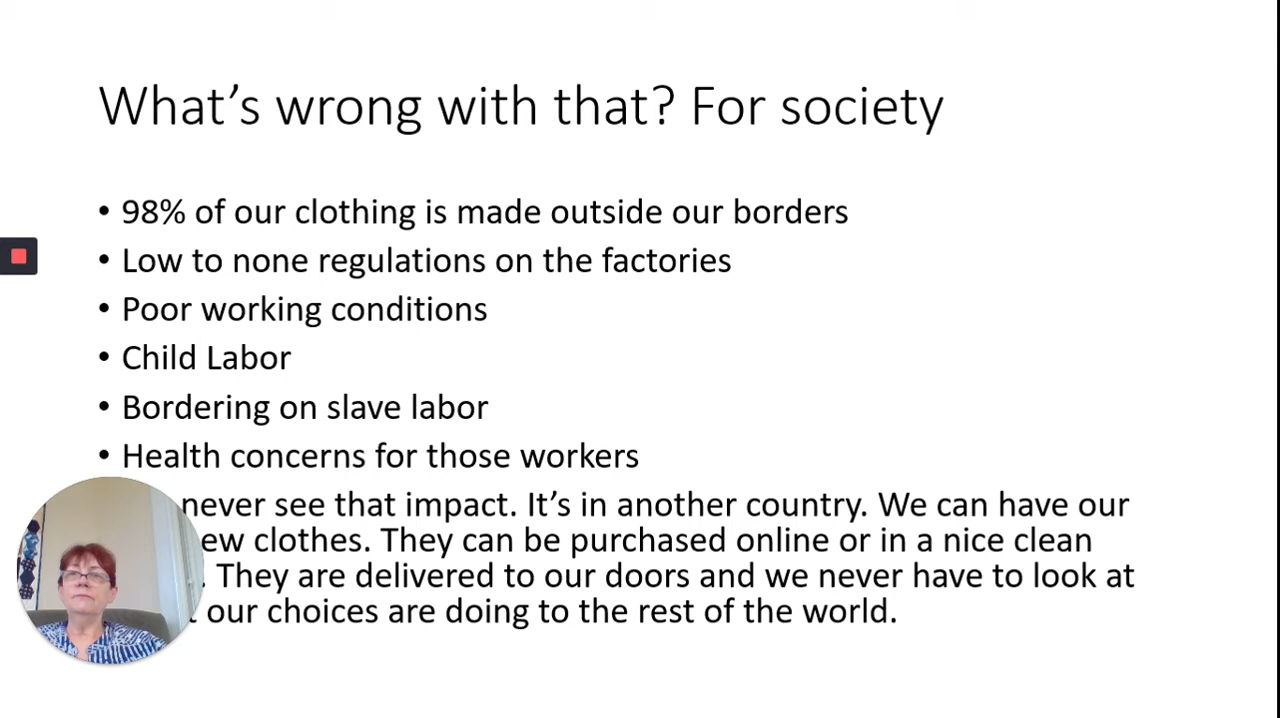 What's wrong with that? For society
• 98% of our clothing is made outside our borders
• Low to none regulations on the factories
• Poor working conditions
• Child Labor
• Bordering on slave labor
• Health concerns for those workers
never see that impact. It's in another country. We can have our
clothes. They can be purchased online or in a nice clean
They are delivered to our doors and we never have to look at
our choices are doing to the rest of the world.